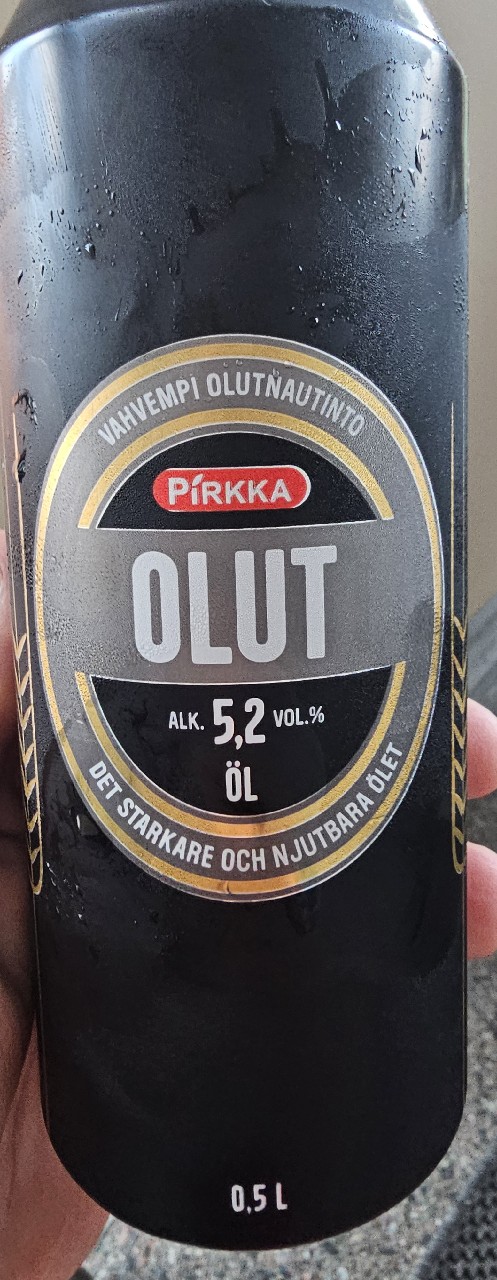 VAHVEMPI OLUTNAUTINTO
PIRKKA
OLUT
ALK. 5,2 VOL.%
ÖL
DET STARKARE OCH NJUTBARA ÖLET
0,5 L